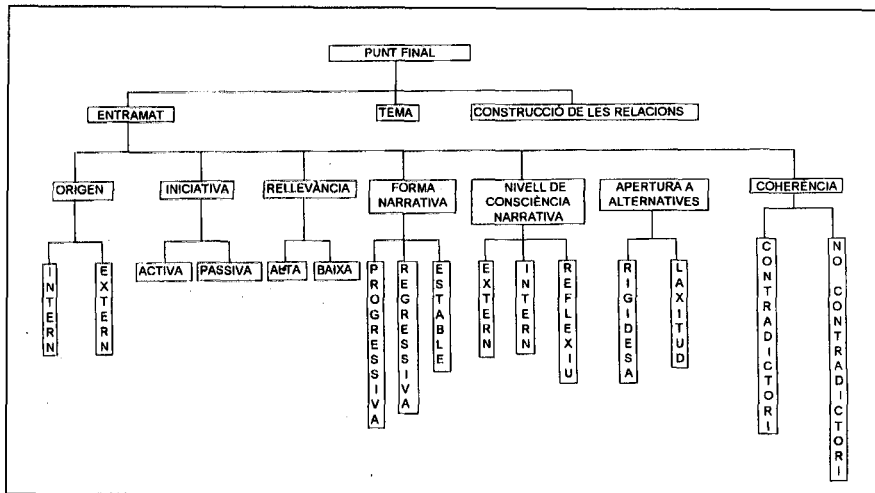 PUNT FINAL
ENTRAMAT
TEMA
CONSTRUCCIÓ DE LES RELACIONS
ORIGEN
INICIATIVA
RELLEVÀNCIA
FORMA
NARRATIVA
NIVELL DE
CONSCIÈNCIA
NARRATIVA
APERTURA A
ALTERNATIVES
COHERÈNCIA
INTERN
EXTERN
ACTIVA
PASSIVA
ALTA
BAIXA
PROGRESSIVA
REGRESSIVA
ESTABLE
EXTERN
INTERN
REFLEXIU
RIGIDESA
LAXITUD
CONTRADICTORI
NO CONTRADICTORI